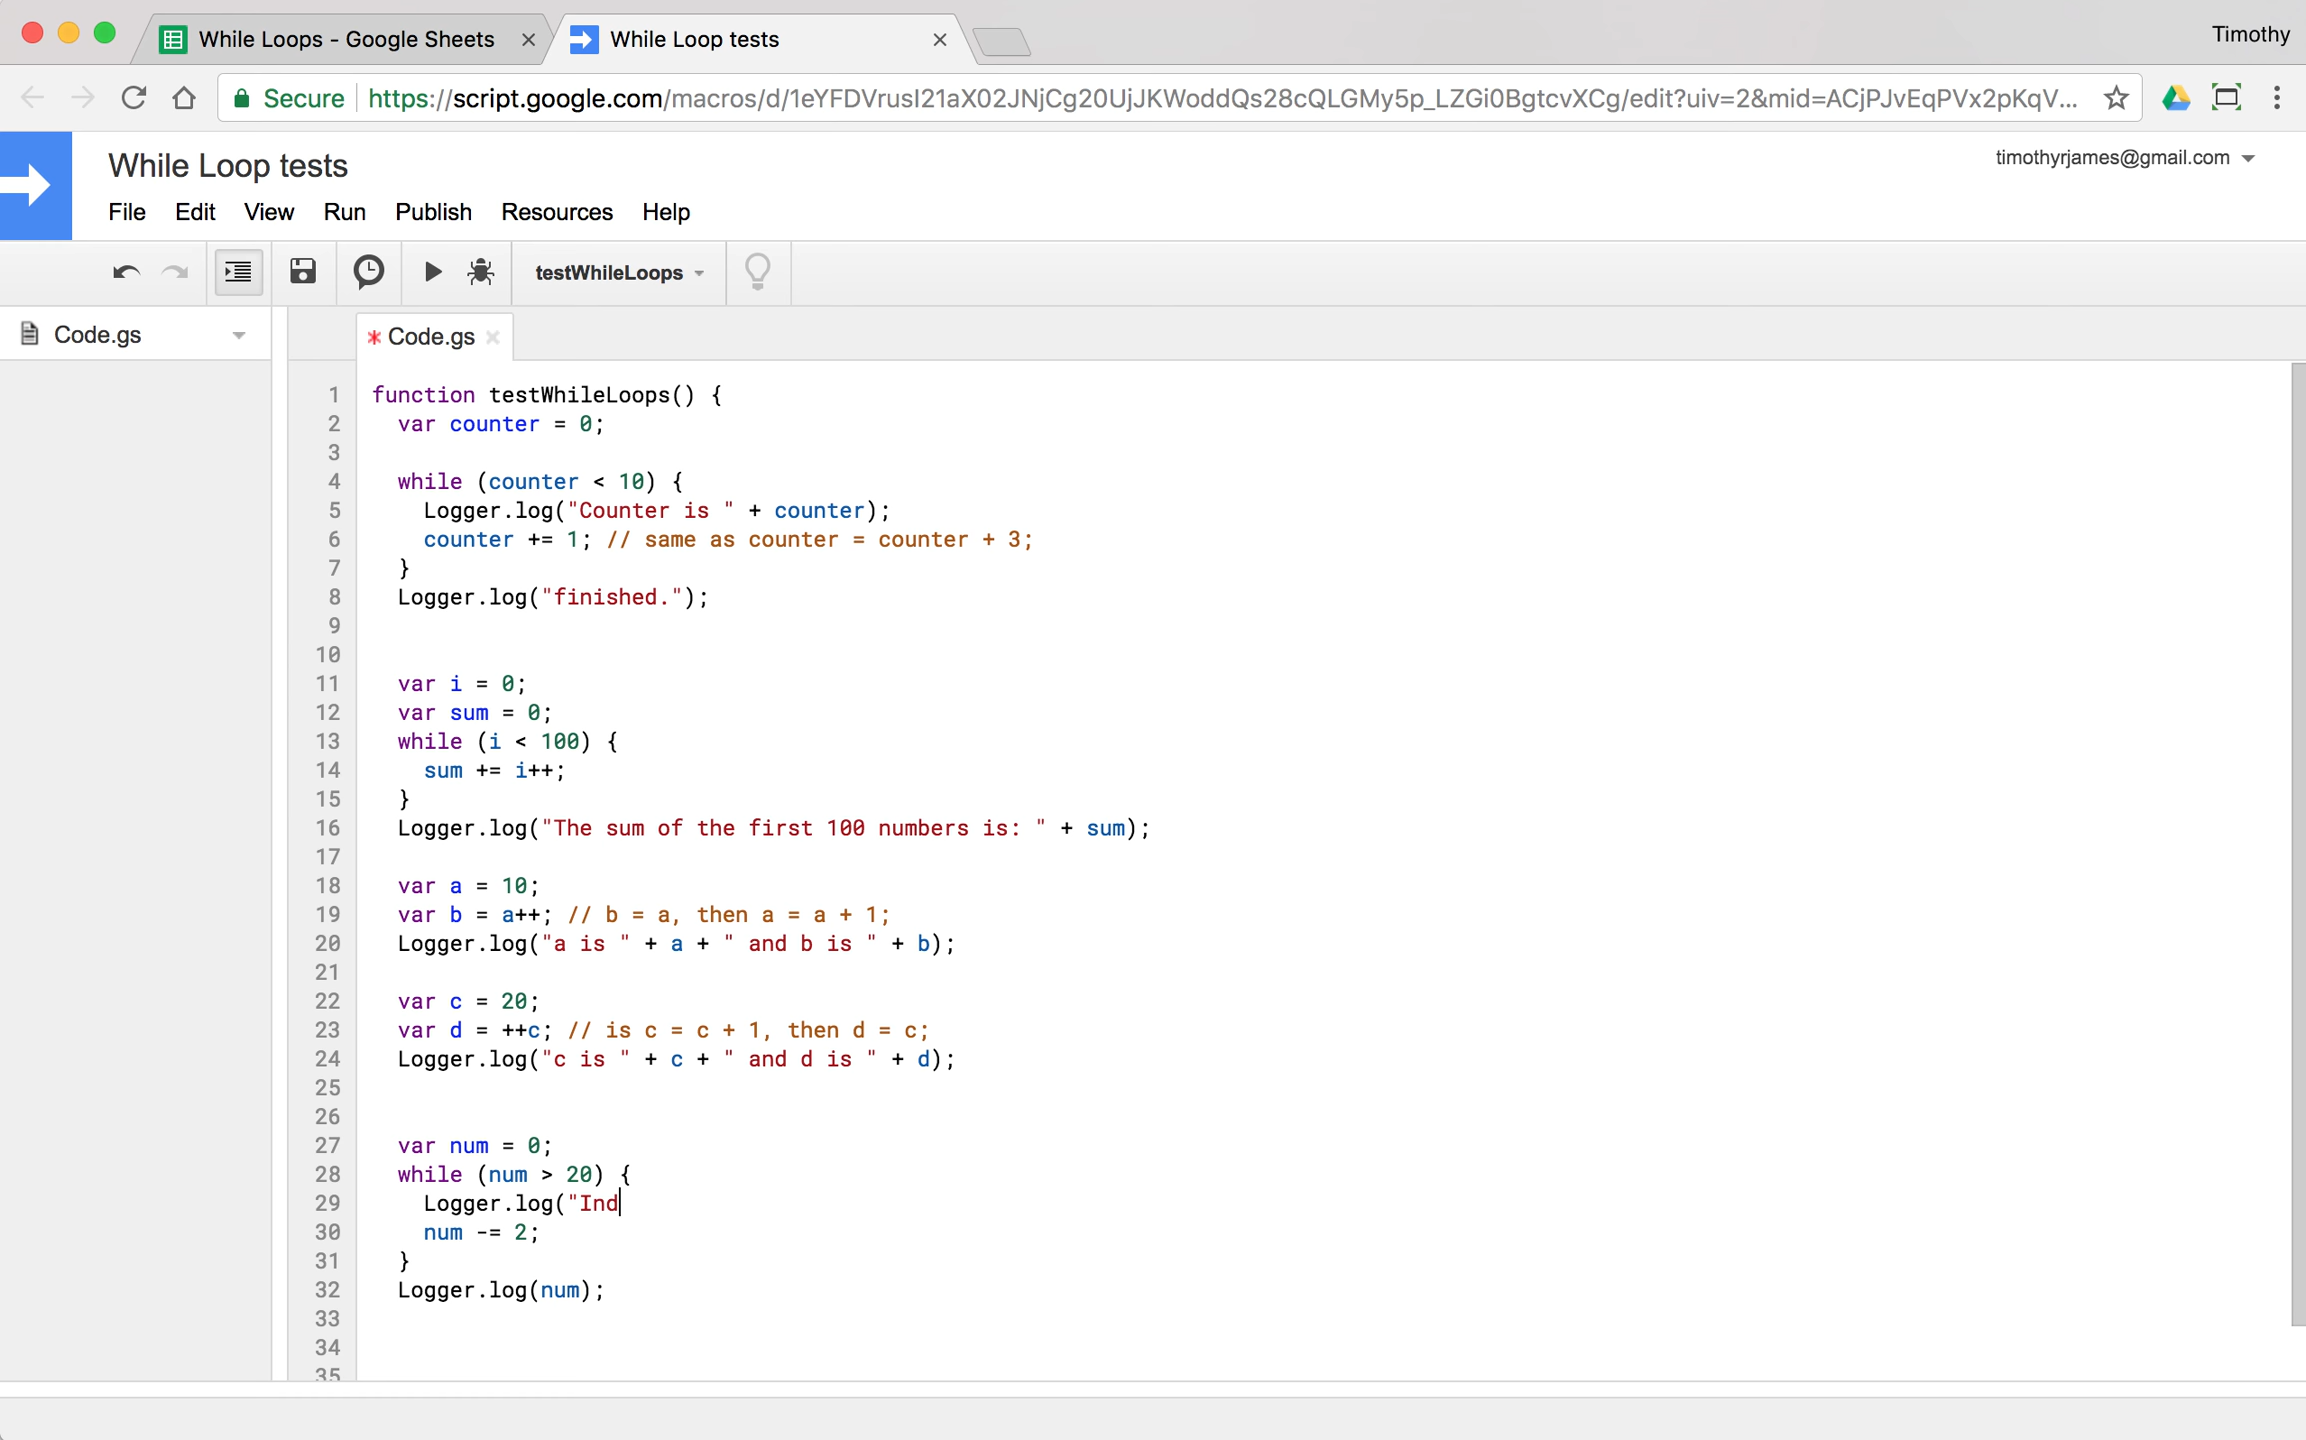 While Loops - Google Sheets
While Loop tests
Timothy
Secure https://script.google.com/macros/d/1eYFDVrusI21aX02JNjCg20UjJKWoddQs28cQLGMy5p_LZGi0BgtcvXCg/edit?uiv=2&mid=ACjPJvEqPVx2pKqV...
While Loop tests
timothyrjames@gmail.com
File Edit View Run Publish Resources Help
testWhileLoops
Code.gs
* Code.gs
1 function testWhileLoops() {
2 var counter = 0;
3
4 while (counter < 10) {
5 Logger.log("Counter is " + counter);
6 counter += 1; // same as counter = counter + 3;
7 }
8 Logger.log("finished.");
9
10
11 var i = 0;
12 var sum = 0;
13 while (i < 100) {
14 sum += i++;
15 }
16 Logger.log("The sum of the first 100 numbers is: " + sum);
17
18 var a = 10;
19 var b = a++; // b = a, then a = a + 1;
20 Logger.log("a is " + a + " and b is " + b);
21
22 var c = 20;
23 var d = ++c; // is c = c + 1, then d = c;
24 Logger.log("c is " + c + " and d is " + d);
25
26
27 var num = 0;
28 while (num > 20) {
29 Logger.log("Ind
30 num -= 2;
31 }
32 Logger.log(num);
33
34
35